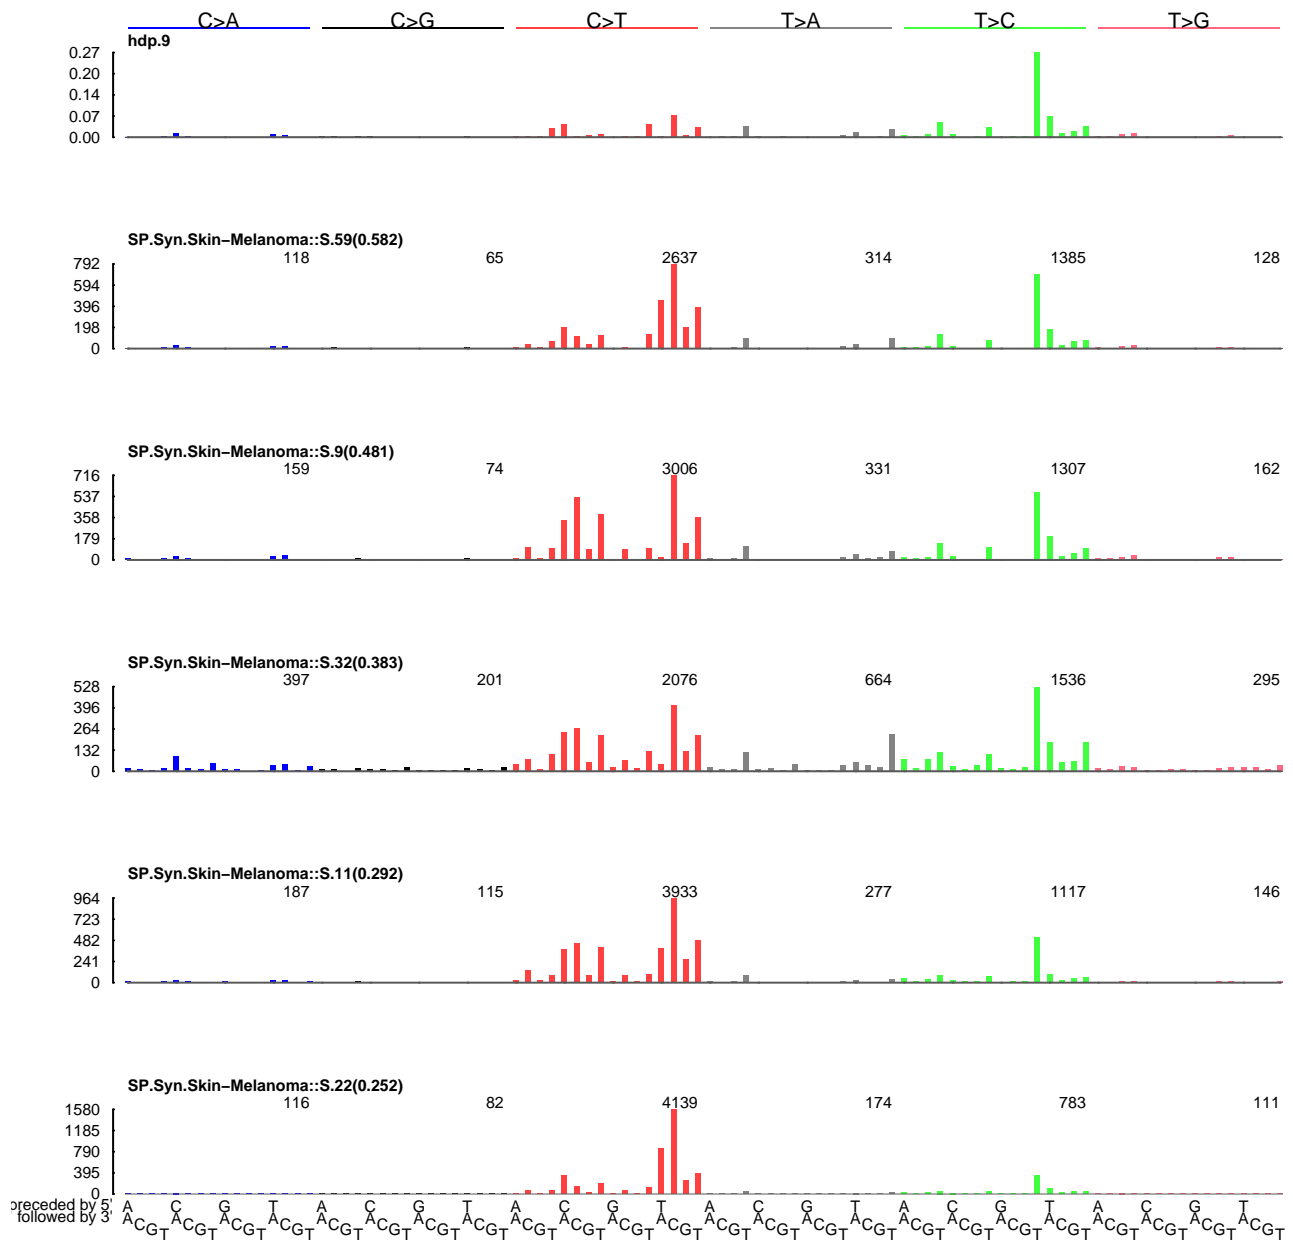 C>A C>G C>T T>A T>C T>G
hdp.9
0.27
0.20
0.14
0.07
0.00
SP.Syn.Skin−Melanoma::S.59(0.582)
118 65 2637 314 1385 128
792
594
396
198
0
SP.Syn.Skin−Melanoma::S.9(0.481)
159 74 3006 331 1307 162
716
537
358
179
0
SP.Syn.Skin−Melanoma::S.32(0.383)
397 201 2076 664 1536 295
528
396
264
132
0
SP.Syn.Skin−Melanoma::S.11(0.292)
187 115 3933 277 1117 146
964
723
482
241
0
SP.Syn.Skin−Melanoma::S.22(0.252)
116 82 4139 174 783 111
1580
1185
790
395
0
preceded by 5' A C G T A C G T A C G T A C G T A C G T A C G T
followed by 3' A C G T A C G T A C G T A C G T A C G T A C G T A C G T A C G T A C G T A C G T A C G T A C G T A C G T A C G T A C G T A C G T A C G T A C G T A C G T A C G T A C G T A C G T A C G T A C G T